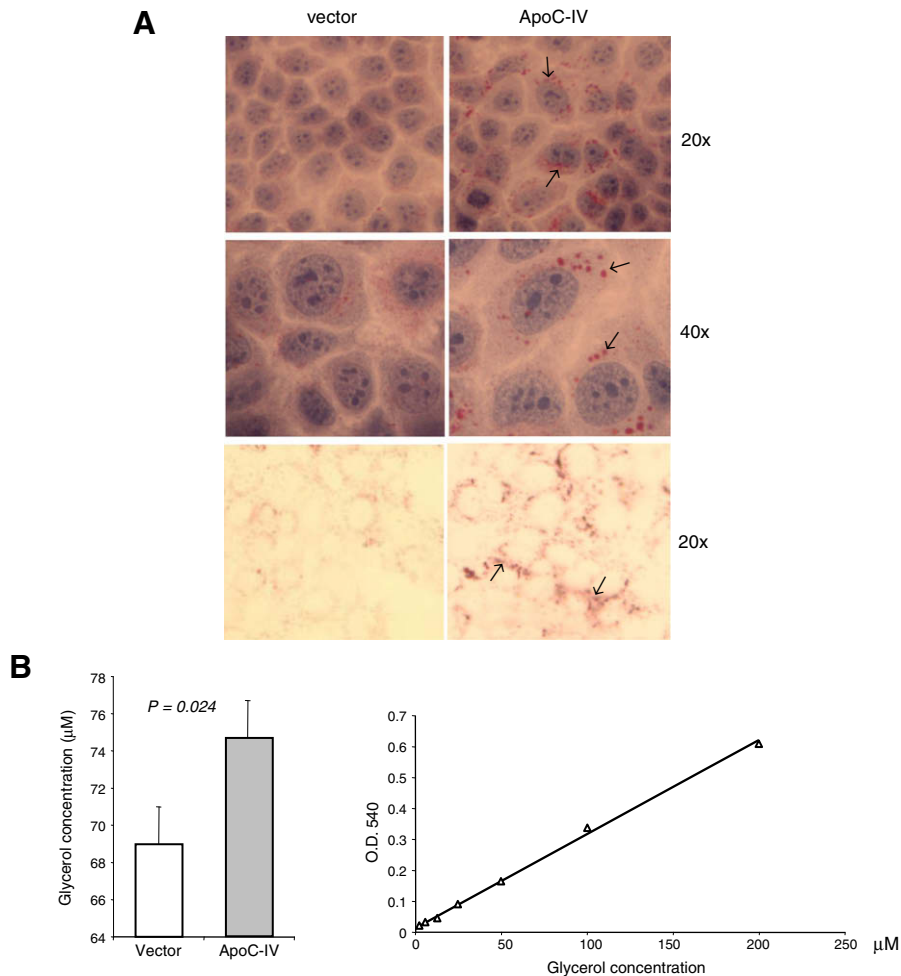 A
vector ApoC-IV
20x
40x
20x
B
78
76
74
72
70
68
66
64
Glycerol concentration (μM)
P = 0.024
Vector ApoC-IV
0.7
0.6
0.5
0.4
0.3
0.2
0.1
0
O.D. 540
0 50 100 150 200 250 μM
Glycerol concentration